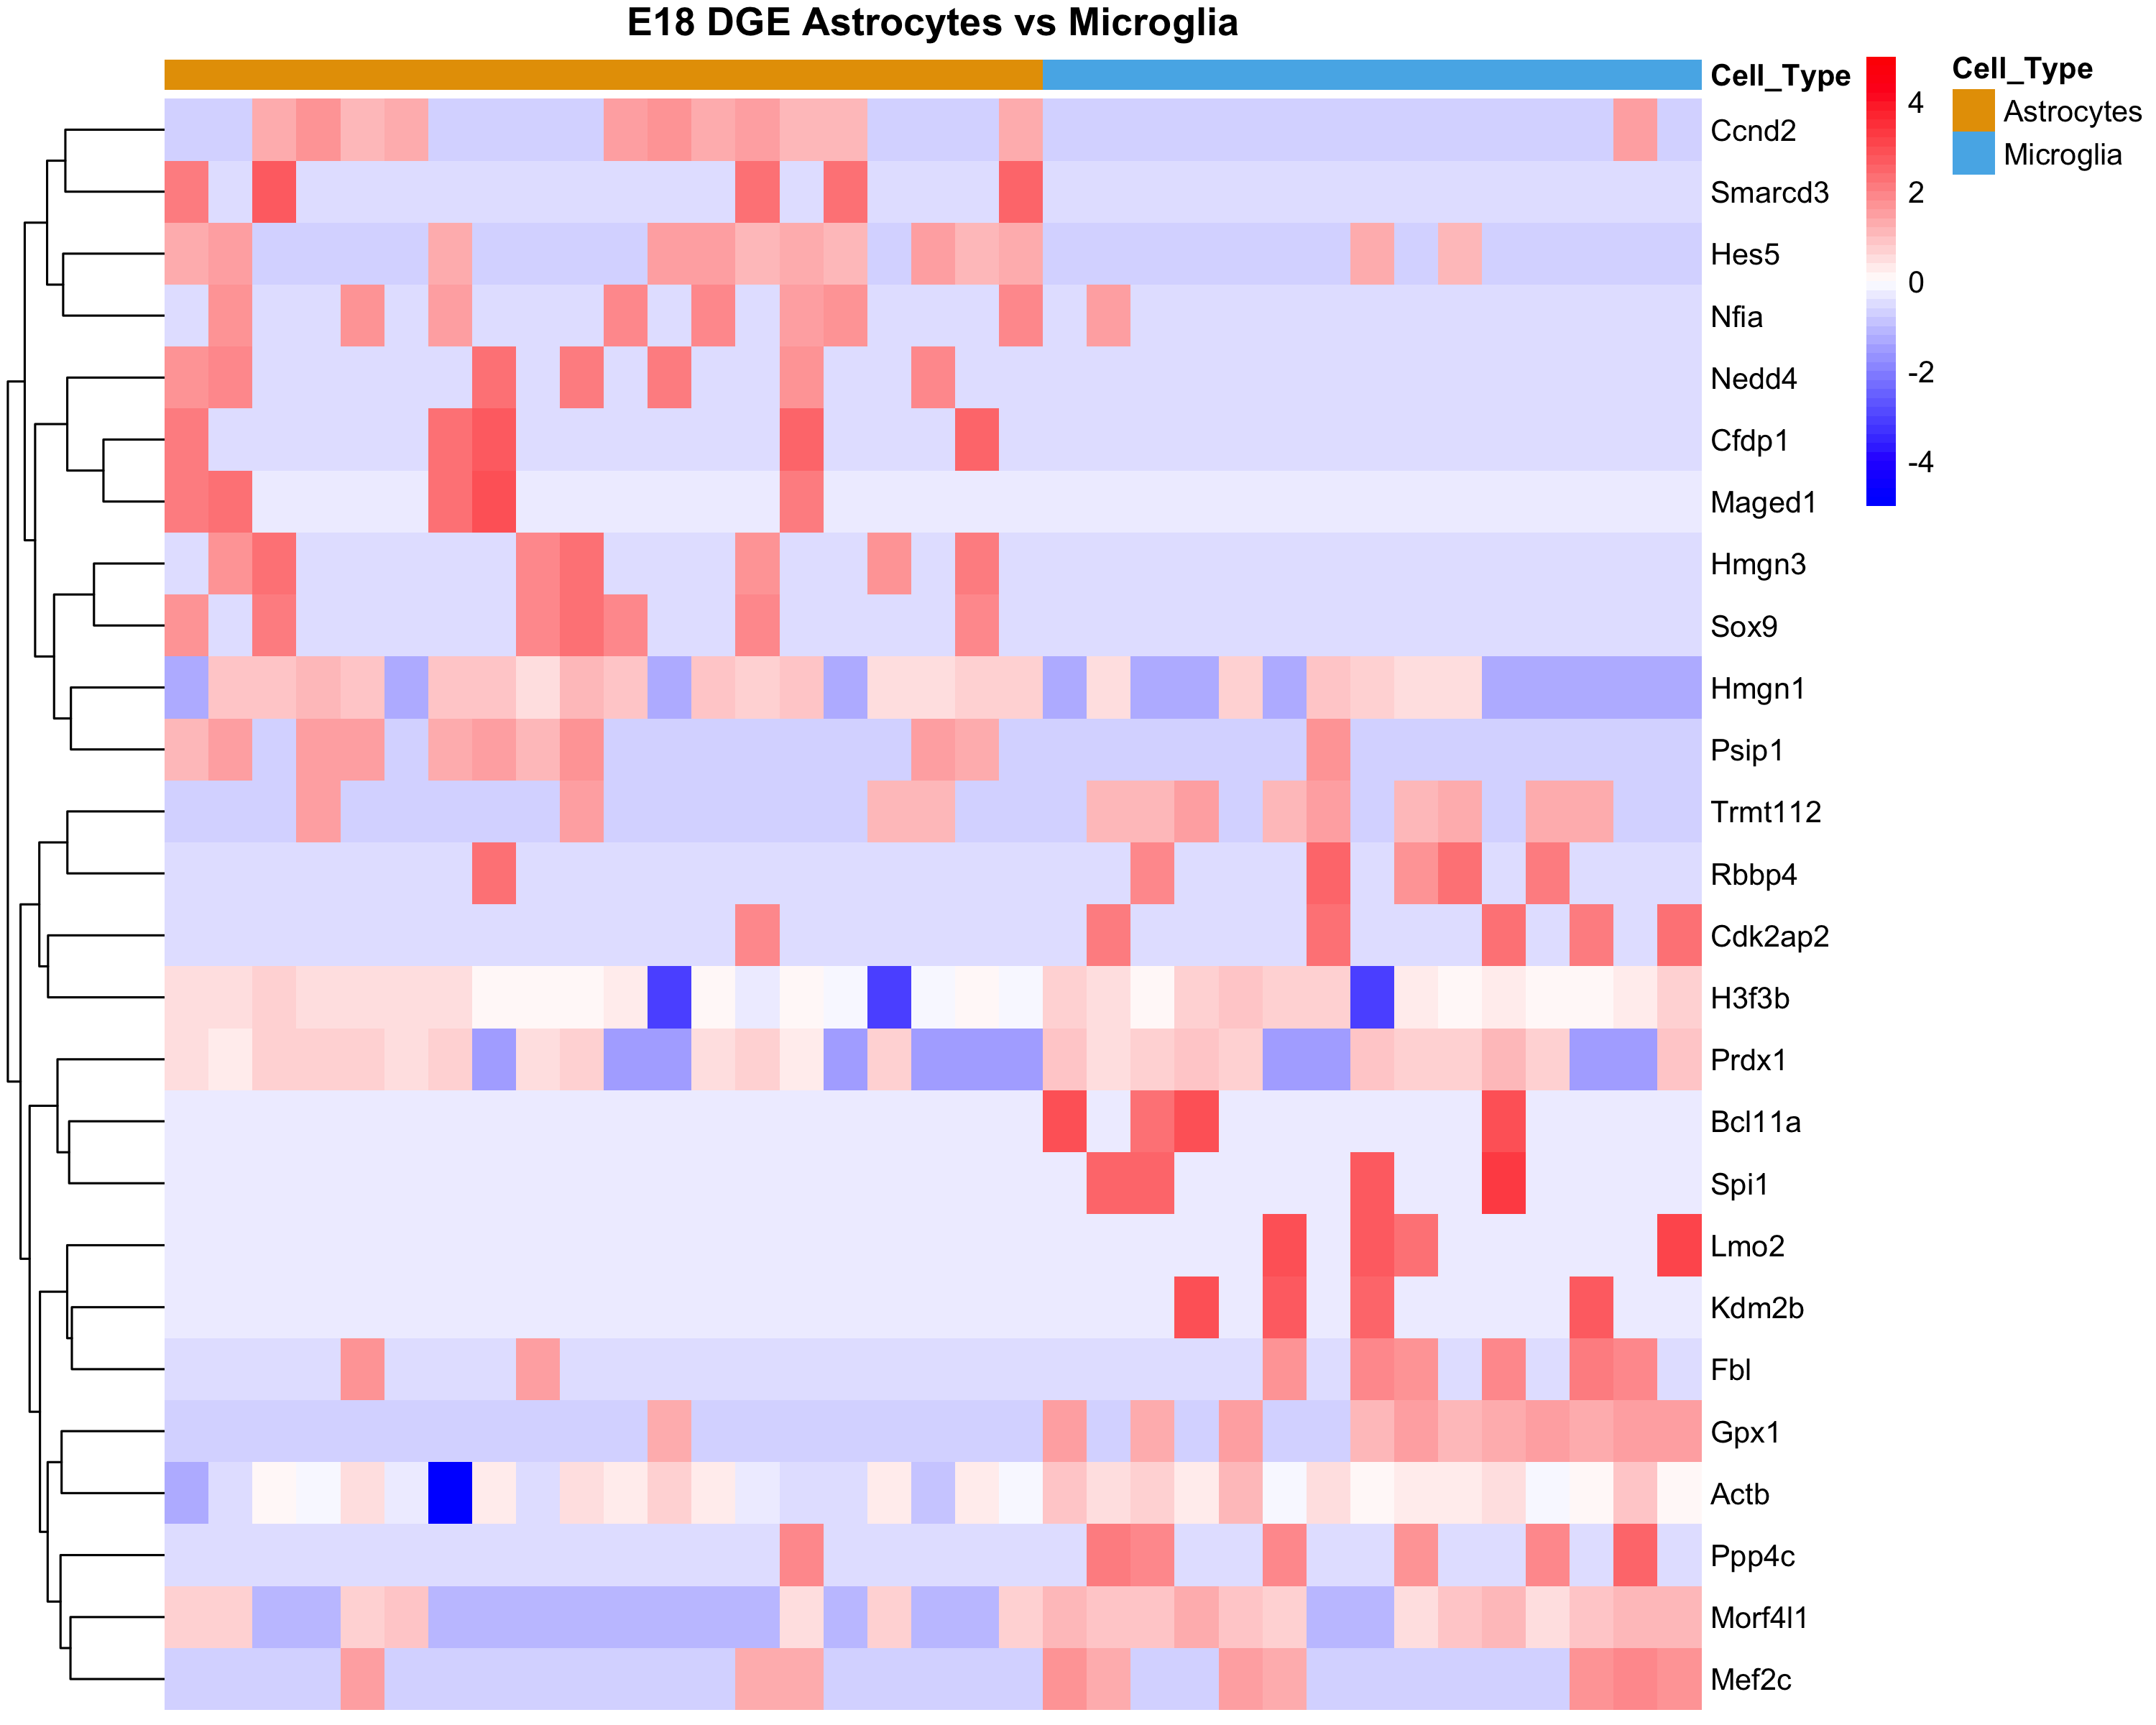 E18 DGE Astrocytes vs Microglia
Cell_Type
Ccnd2
Smarcd3
Hes5
Nfia
Nedd4
Cfdp1
Maged1
Hmgn3
Sox9
Hmgn1
Psip1
Trmt112
Rbbp4
Cdk2ap2
H3f3b
Prdx1
Bcl11a
Spi1
Lmo2
Kdm2b
Fbl
Gpx1
Actb
Ppp4c
Morf4l1
Mef2c
4
2
0
-2
-4
Cell_Type
Astrocytes
Microglia